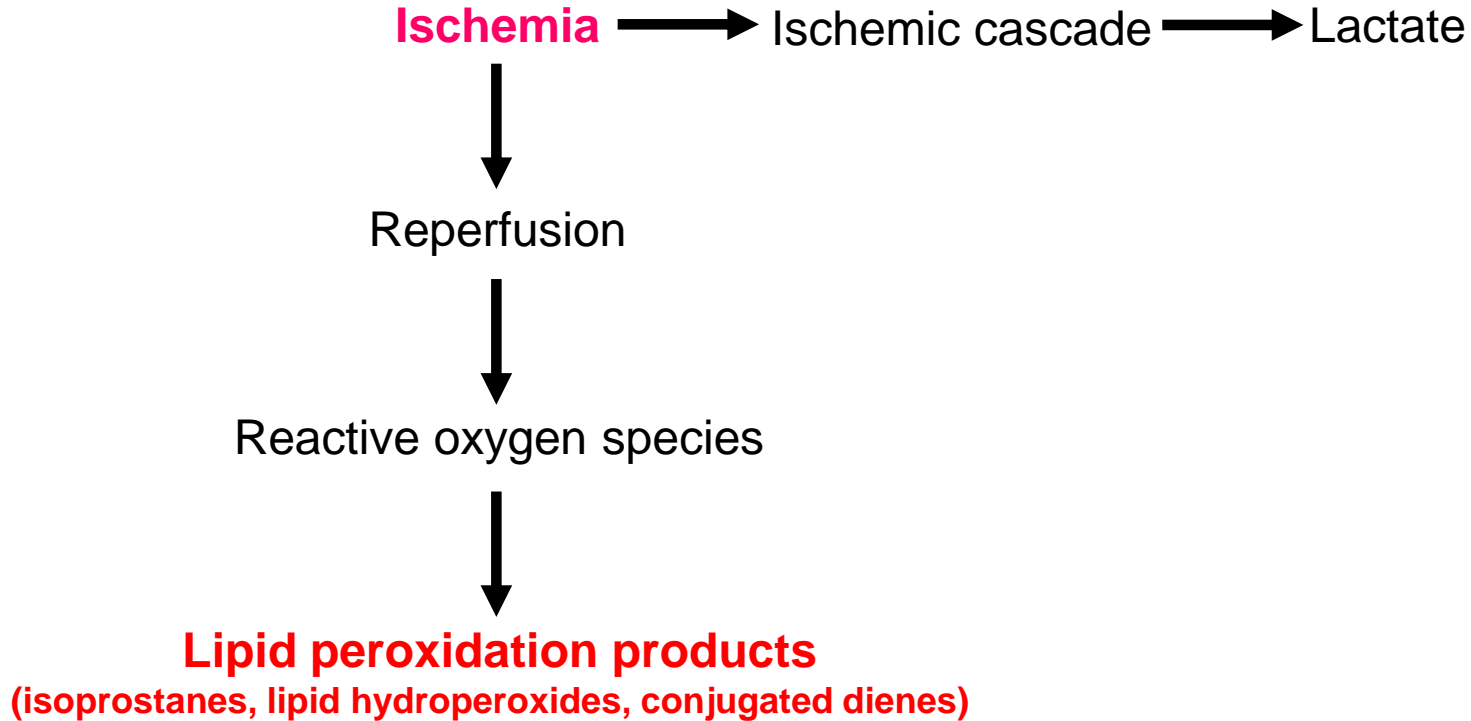 Ischemia Ischemic cascade Lactate
Reperfusion
Reactive oxygen species
Lipid peroxidation products
(isoprostanes, lipid hydroperoxides, conjugated dienes)